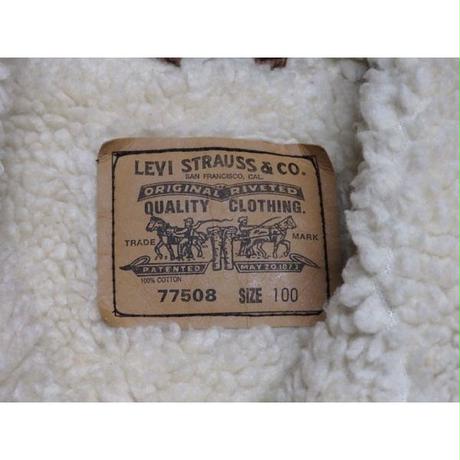 LEVI STRAUSS & CO.
SAN FRANCISCO, CAL.
ORIGINAL RIVETED
QUALITY CLOTHING.
TRADE MARK
PATENTED MAY 20 1873
100% COTTON
77508 SIZE 100